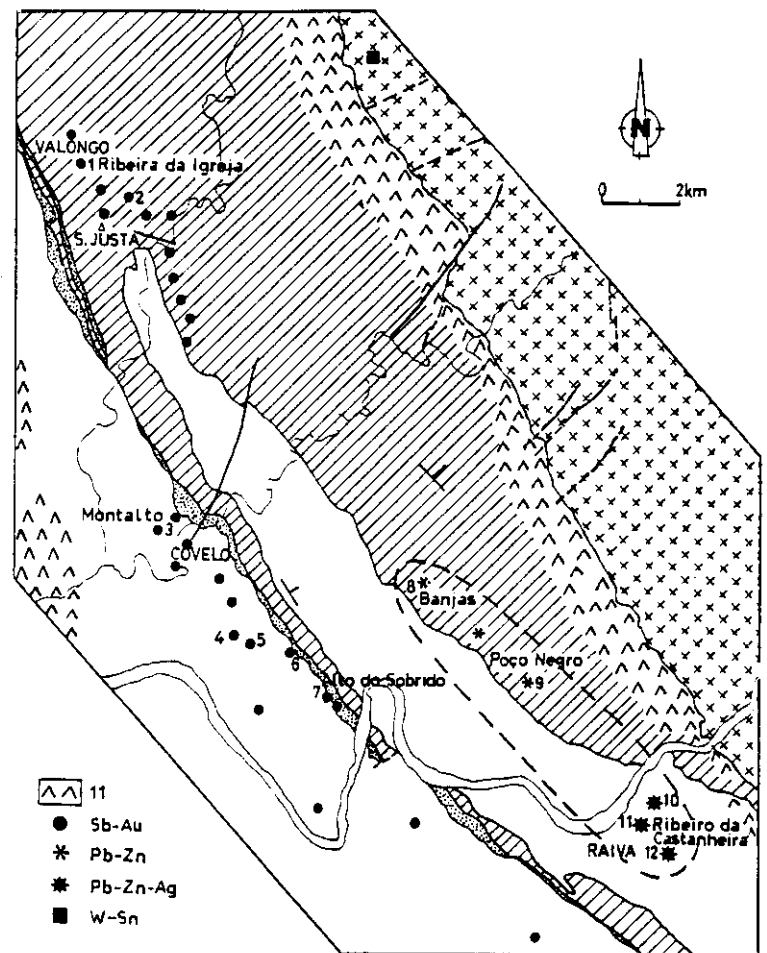 N
0 2km
VALONGO
1 Ribeira da Igreja
2
S.JUSTA
Montalto
3
COVELO
4
5
6
7
Alto do Sobrido
8
Banjas
Poço Negro
9
10
11 Ribeiro da
Castanheira
RAIVA 12
11
Sb-Au
Pb-Zn
Pb-Zn-Ag
W-Sn